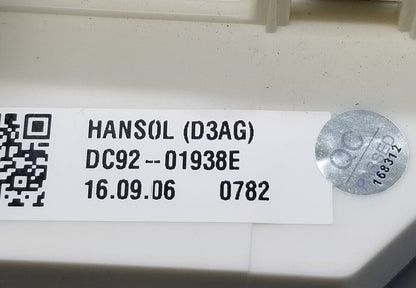 HANSOL (D3AG)
DC92--01938E
16.09.06 0782
QC
PASSED
168312